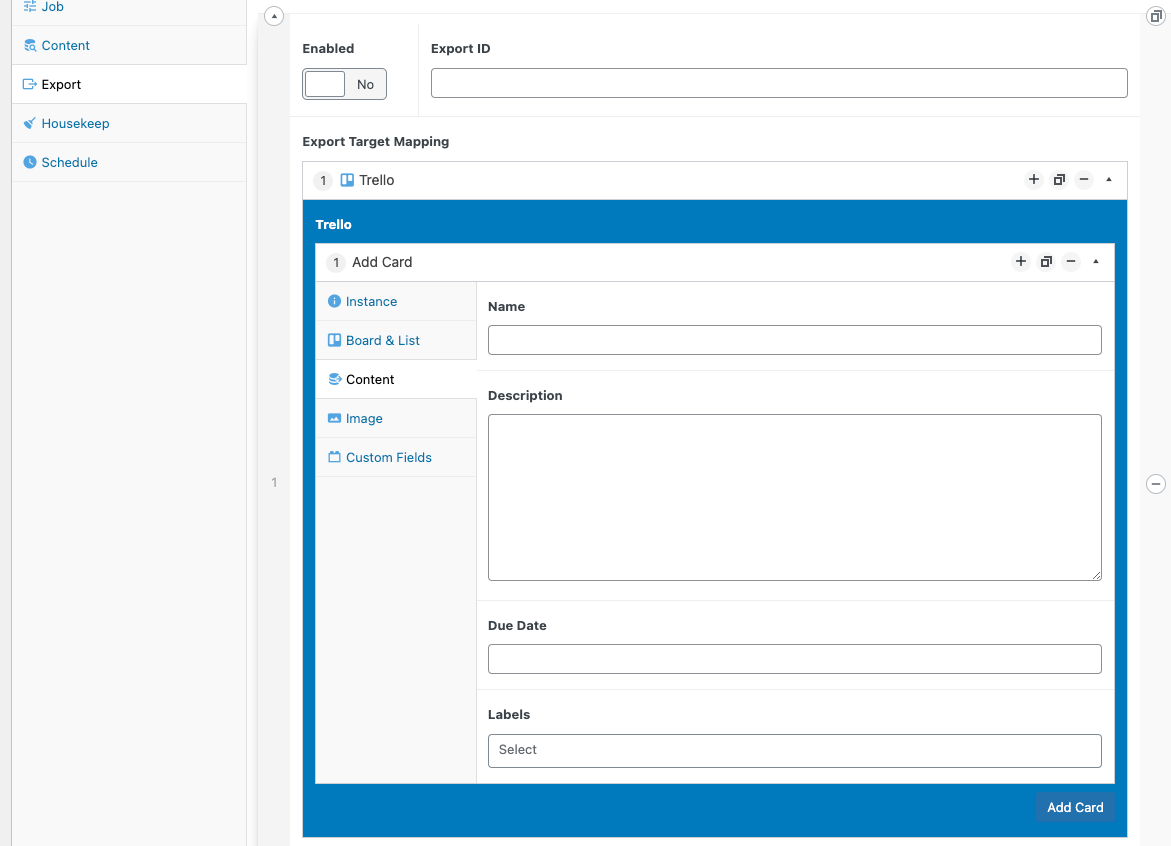 Job
Content
Export
Housekeep
Schedule
Enabled
Export ID
No
Export Target Mapping
1 Trello
Trello
1 Add Card
Instance
Board & List
Content
Image
Custom Fields
Name
Description
1
Due Date
Labels
Select
Add Card